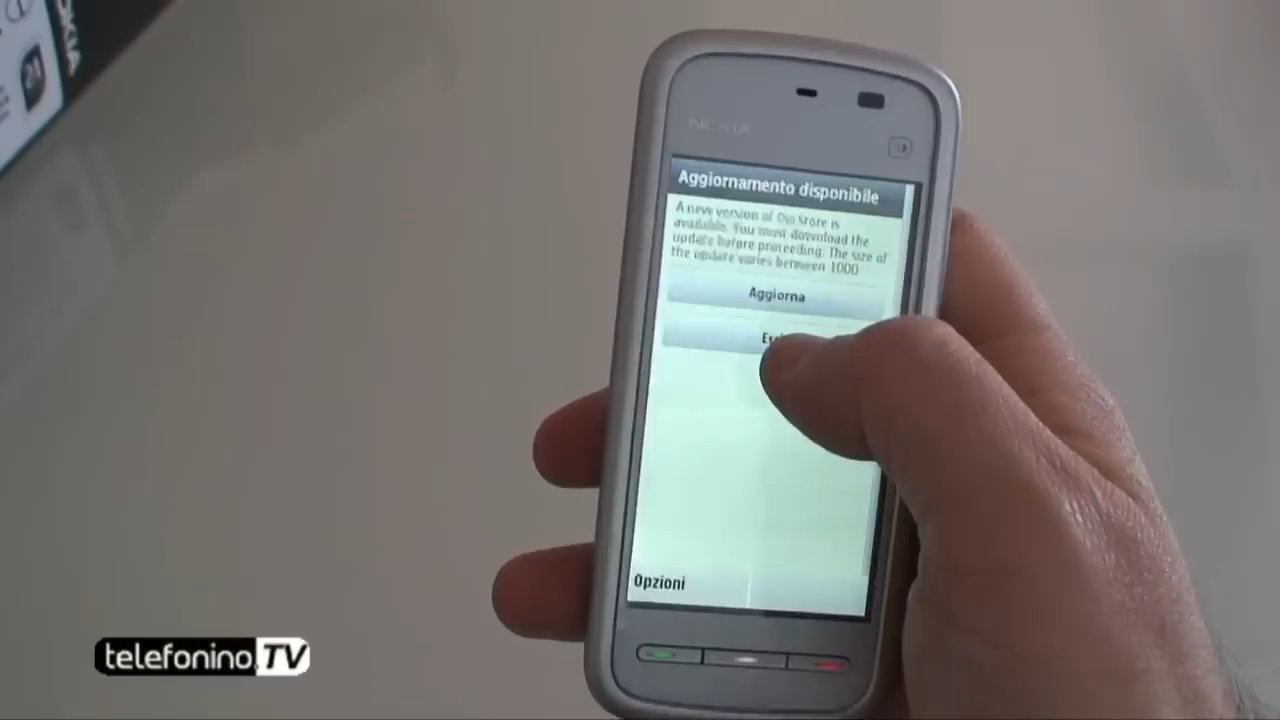 Aggiornamento disponibile
A new version of Ovi Store is
available. You must download the
update before proceeding. The size of
the update varies between 1000
Aggiorna
Opzioni
telefonino.TV